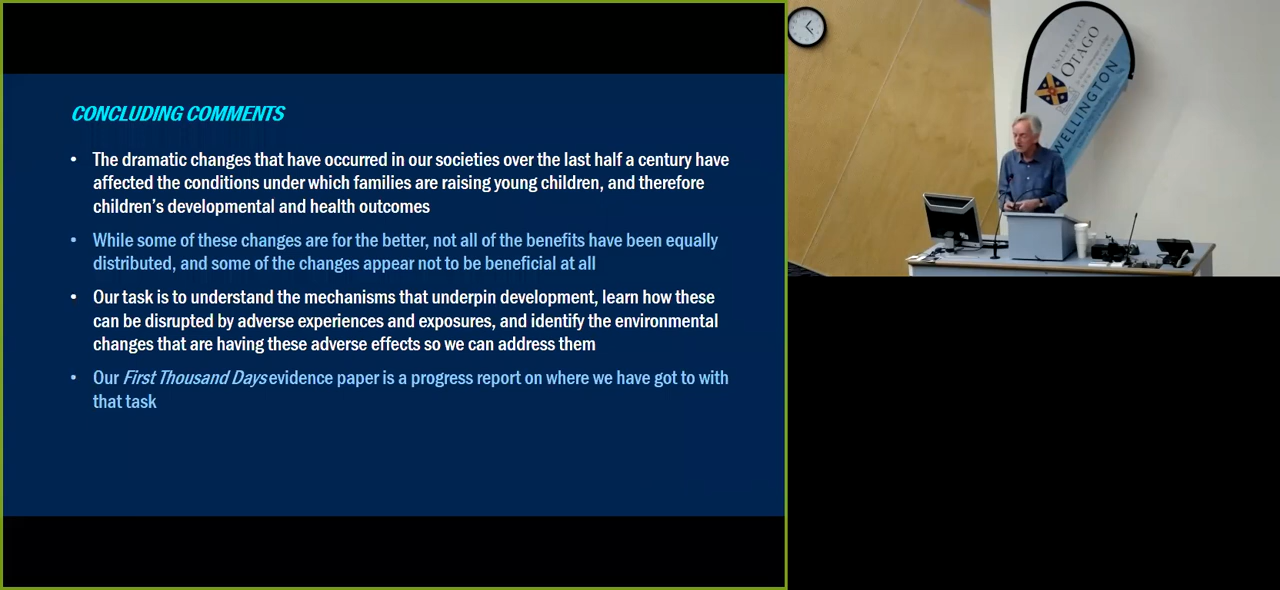 CONCLUDING COMMENTS
• The dramatic changes that have occurred in our societies over the last half a century have
affected the conditions under which families are raising young children, and therefore
children's developmental and health outcomes
• While some of these changes are for the better, not all of the benefits have been equally
distributed, and some of the changes appear not to be beneficial at all
• Our task is to understand the mechanisms that underpin development, learn how these
can be disrupted by adverse experiences and exposures, and identify the environmental
changes that are having these adverse effects so we can address them
• Our First Thousand Days evidence paper is a progress report on where we have got to with
that task
UNIVERSITY
OTAGO
WELLINGTON